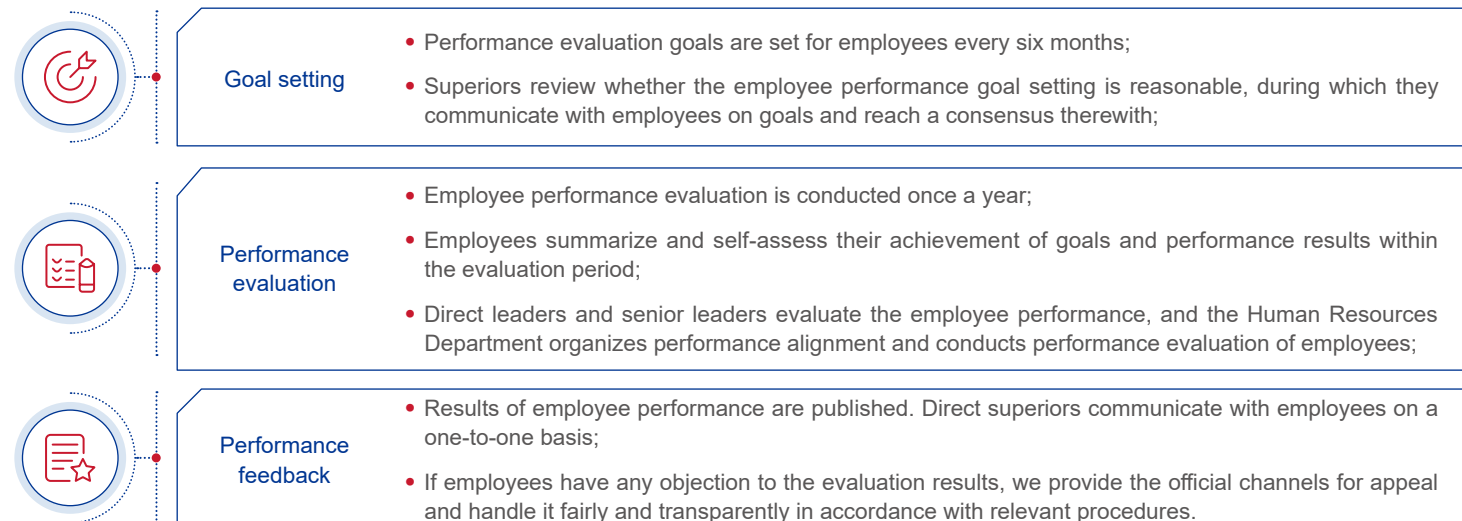 Goal setting
• Performance evaluation goals are set for employees every six months;
• Superiors review whether the employee performance goal setting is reasonable, during which they
communicate with employees on goals and reach a consensus therewith;
Performance
evaluation
• Employee performance evaluation is conducted once a year;
• Employees summarize and self-assess their achievement of goals and performance results within
the evaluation period;
• Direct leaders and senior leaders evaluate the employee performance, and the Human Resources
Department organizes performance alignment and conducts performance evaluation of employees;
Performance
feedback
• Results of employee performance are published. Direct superiors communicate with employees on a
one-to-one basis;
• If employees have any objection to the evaluation results, we provide the official channels for appeal
and handle it fairly and transparently in accordance with relevant procedures.